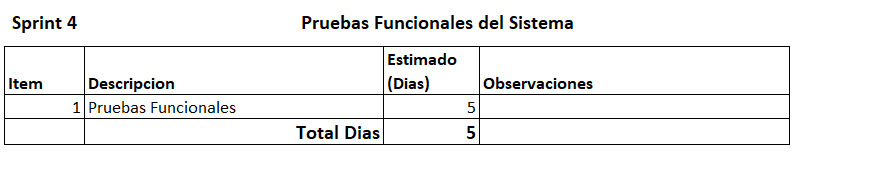 Sprint 4 Pruebas Funcionales del Sistema
Item Descripcion Estimado (Dias) Observaciones
1 Pruebas Funcionales 5
Total Dias 5